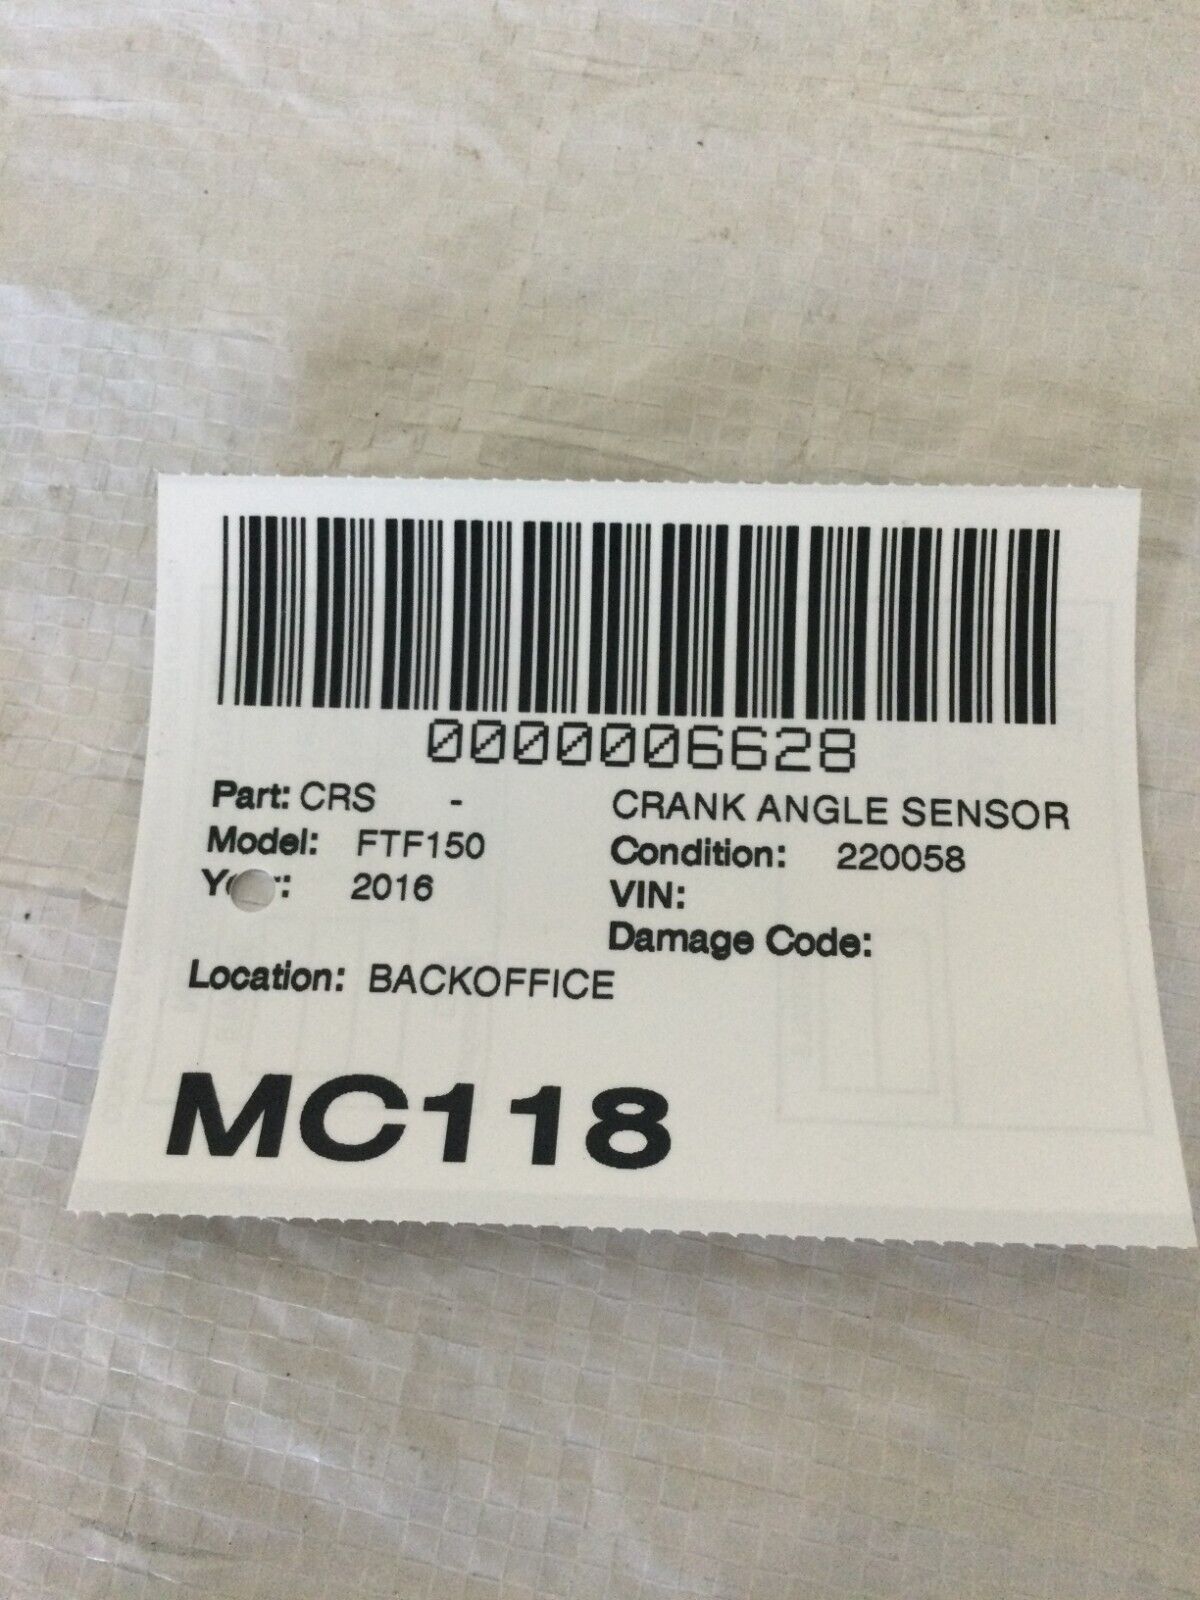 0000006628
Part: CRS - CRANK ANGLE SENSOR
Model: FTF150 Condition: 220058
2016 VIN:
Damage Code:
Location: BACKOFFICE
MC118